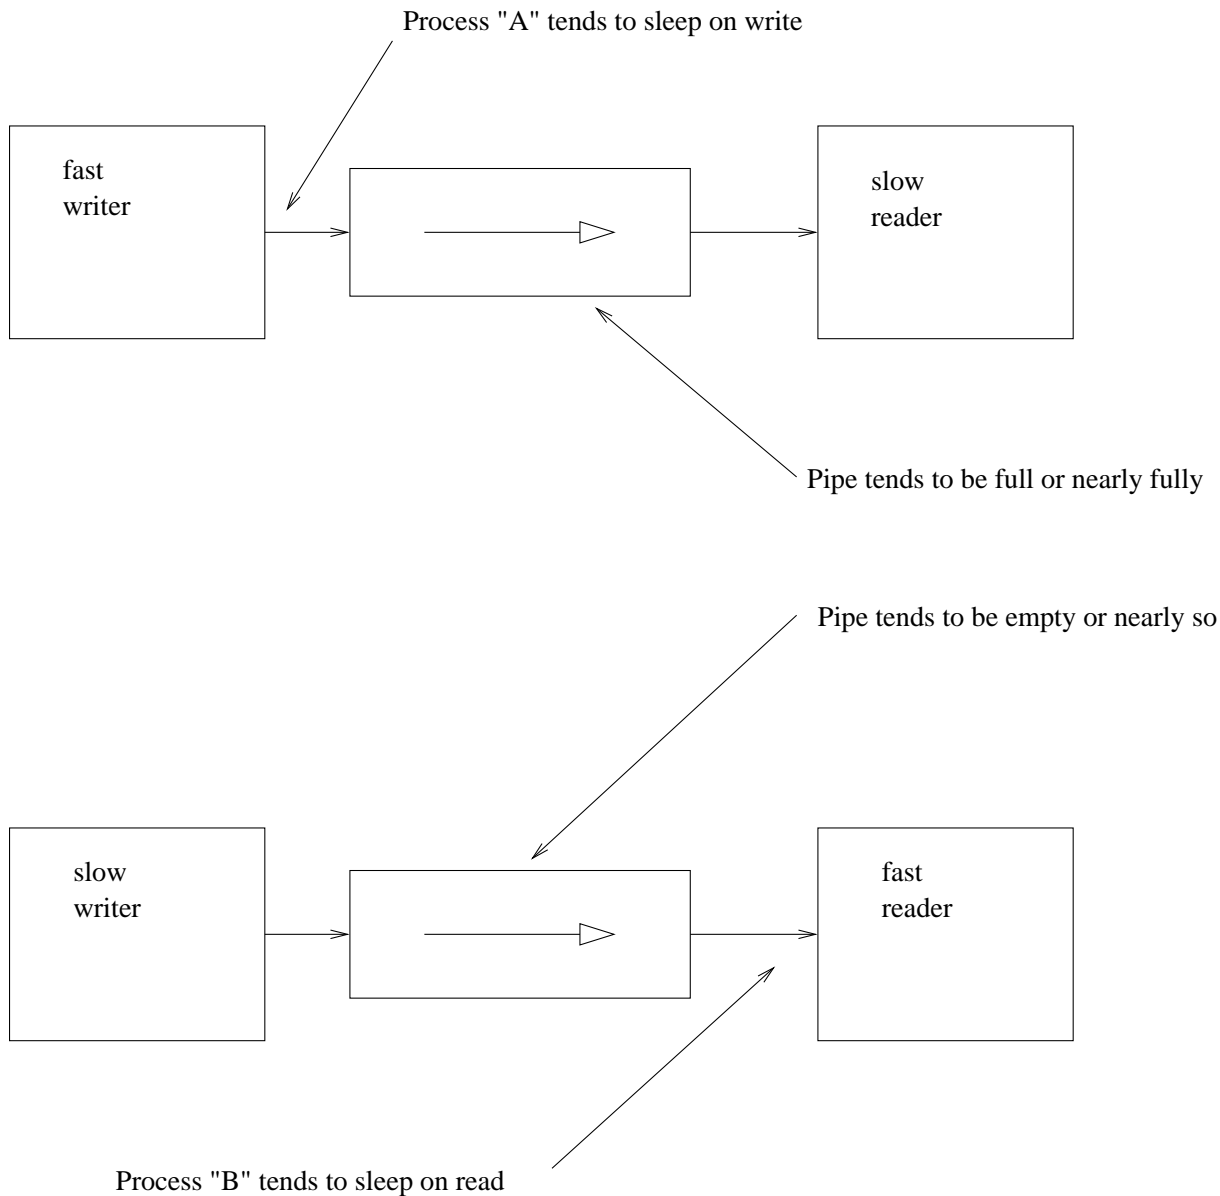 Process "A" tends to sleep on write
fast
writer
slow
reader
Pipe tends to be full or nearly fully
Pipe tends to be empty or nearly so
slow
writer
fast
reader
Process "B" tends to sleep on read